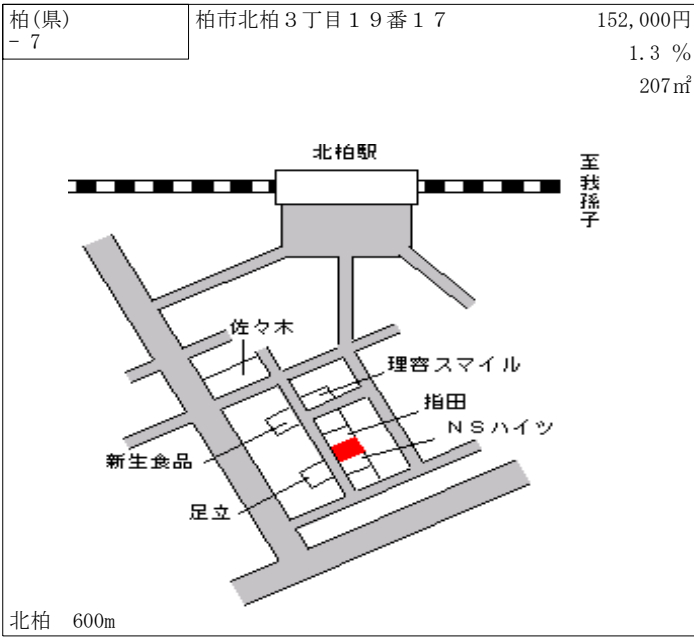 柏(県)
- 7
柏市北柏３丁目１９番１７
152,000円
1.3 %
207㎡
北柏駅
至我孫子
佐々木
理容スマイル
指田
ＮＳハイツ
新生食品
足立
北柏 600m